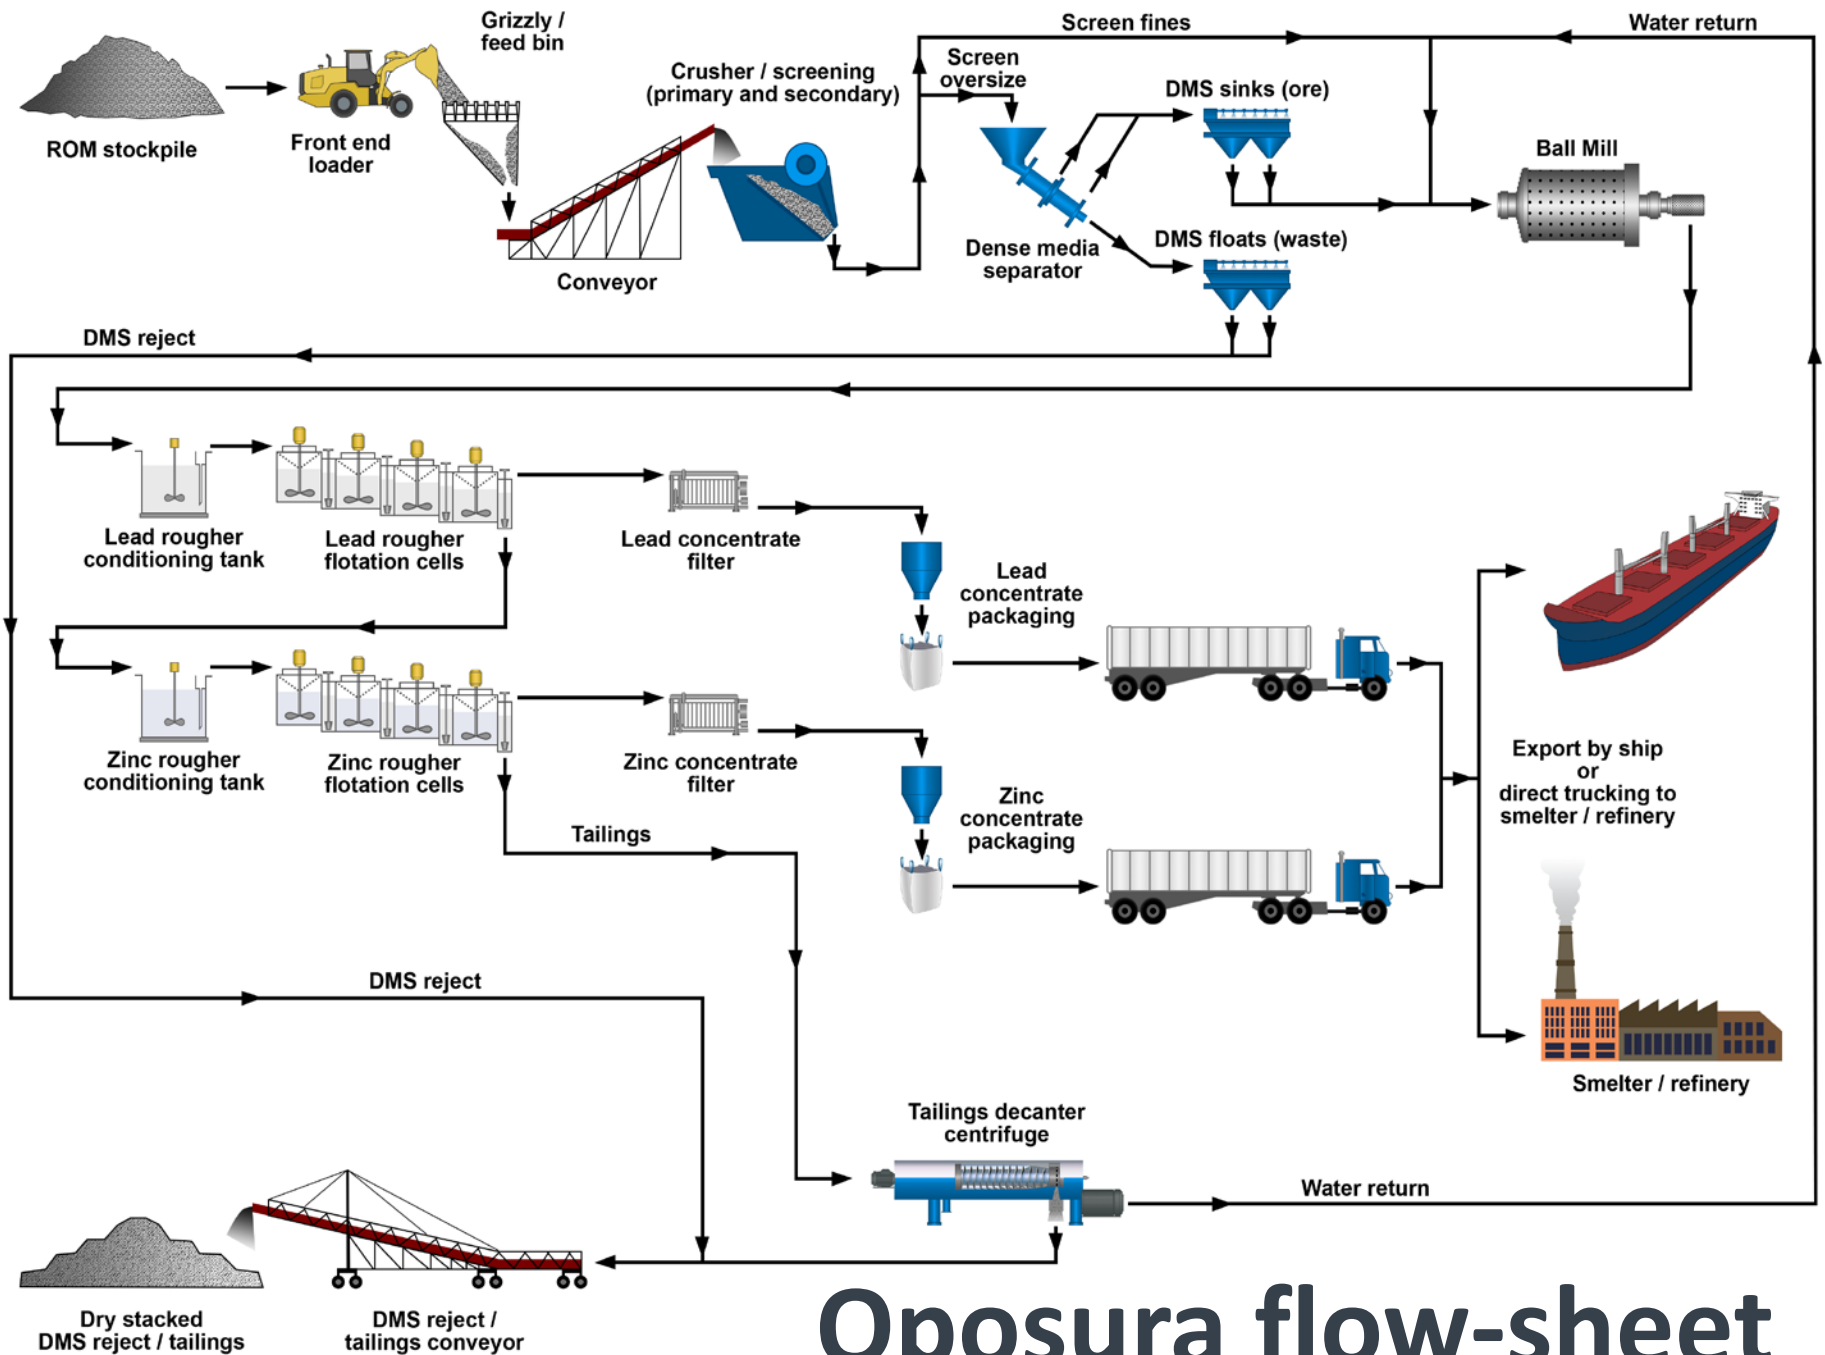 Grizzly /
feed bin
Screen fines
Water return
Screen
oversize
Crusher / screening
(primary and secondary)
DMS sinks (ore)
ROM stockpile
Front end
loader
Ball Mill
Conveyor
Dense media
separator
DMS floats (waste)
DMS reject
Lead rougher
conditioning tank
Lead rougher
flotation cells
Lead concentrate
filter
Lead
concentrate
packaging
Zinc rougher
conditioning tank
Zinc rougher
flotation cells
Zinc concentrate
filter
Zinc
concentrate
packaging
Export by ship
or
direct trucking to
smelter / refinery
Tailings
DMS reject
Smelter / refinery
Tailings decanter
centrifuge
Water return
Dry stacked
DMS reject / tailings
DMS reject /
tailings conveyor
Oposura flow-sheet